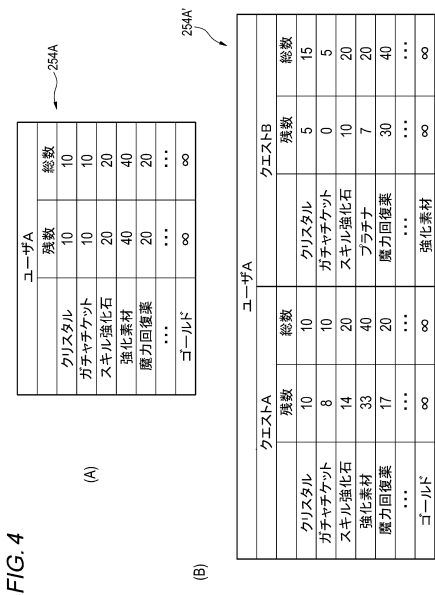 FIG. 4
(A)
254A
ユーザA
残数 総数
クリスタル 10 10
ガチャチケット 10 10
スキル強化石 20 20
強化素材 40 40
魔力回復薬 20 20
... ... ...
ゴールド ∞ ∞
(B)
254A'
ユーザA
クエストA クエストB
残数 総数 残数 総数
クリスタル 10 10 クリスタル 5 15
ガチャチケット 8 10 ガチャチケット 0 5
スキル強化石 14 20 スキル強化石 10 20
強化素材 33 40 プラチナ 7 20
魔力回復薬 17 20 魔力回復薬 30 40
... ... ... ... ... ...
ゴールド ∞ ∞ 強化素材 ∞ ∞